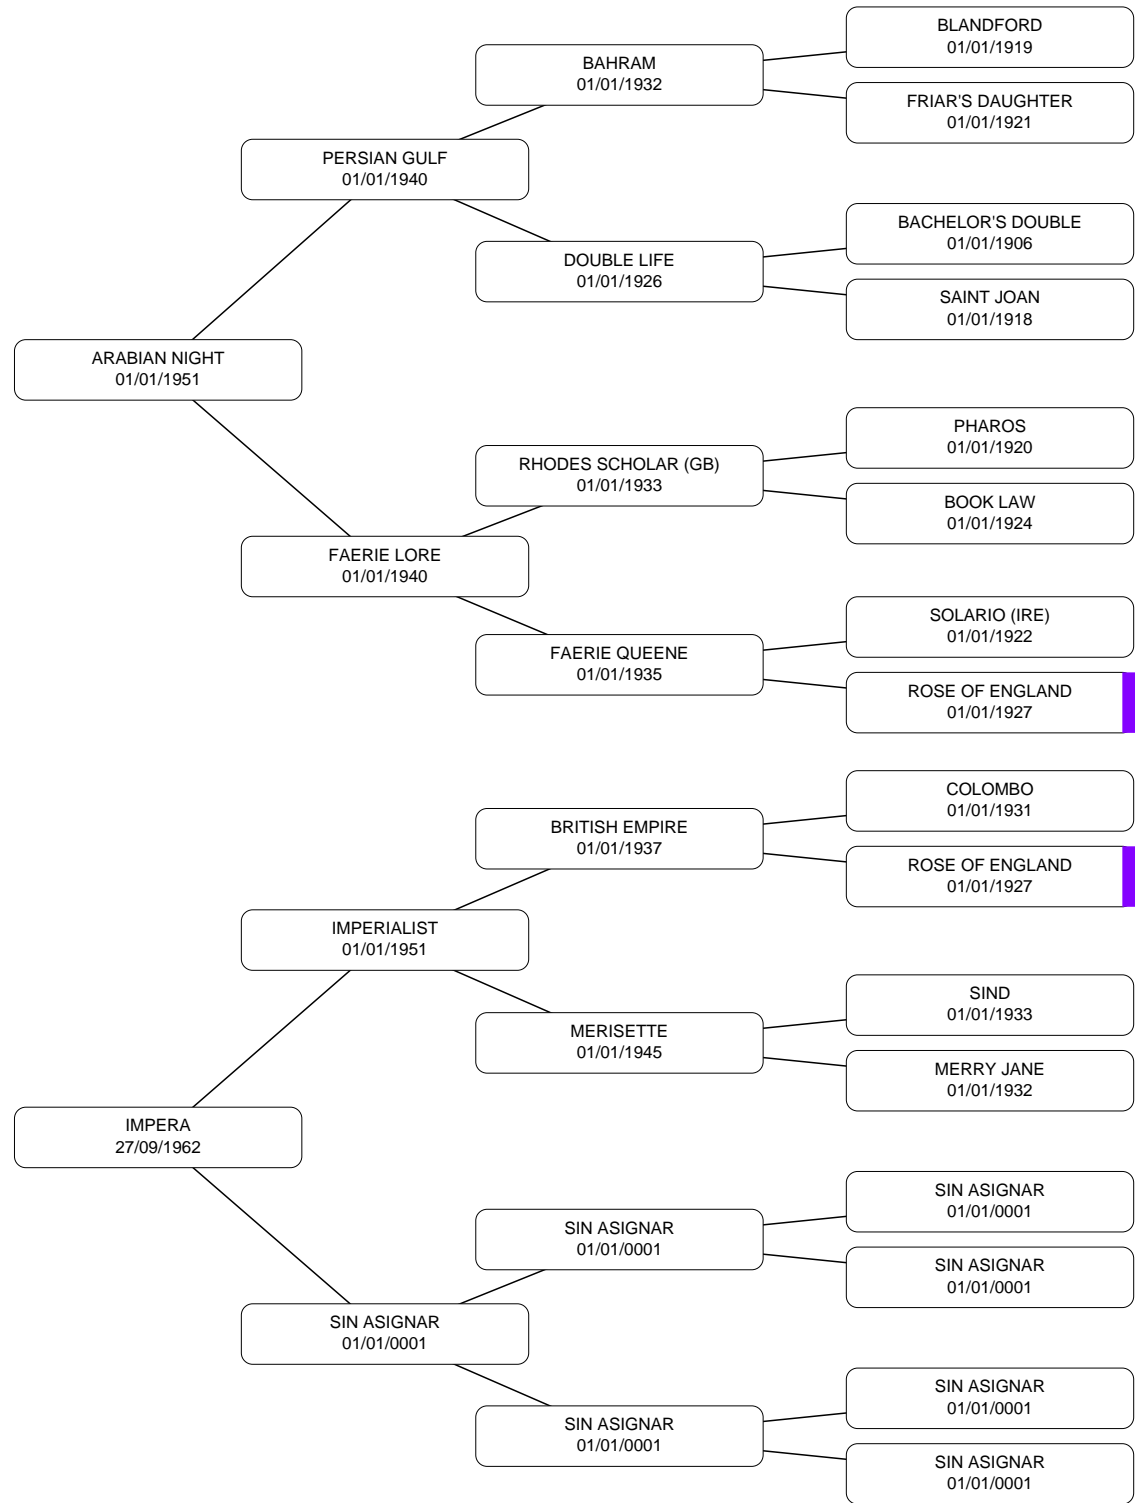 BLANDFORD
01/01/1919
BAHRAM
01/01/1932
FRIAR'S DAUGHTER
01/01/1921
PERSIAN GULF
01/01/1940
BACHELOR'S DOUBLE
01/01/1906
DOUBLE LIFE
01/01/1926
SAINT JOAN
01/01/1918
ARABIAN NIGHT
01/01/1951
PHAROS
01/01/1920
RHODES SCHOLAR (GB)
01/01/1933
BOOK LAW
01/01/1924
FAERIE LORE
01/01/1940
SOLARIO (IRE)
01/01/1922
FAERIE QUEENE
01/01/1935
ROSE OF ENGLAND
01/01/1927
COLOMBO
01/01/1931
BRITISH EMPIRE
01/01/1937
ROSE OF ENGLAND
01/01/1927
IMPERIALIST
01/01/1951
SIND
01/01/1933
MERISETTE
01/01/1945
MERRY JANE
01/01/1932
IMPERA
27/09/1962
SIN ASIGNAR
01/01/0001
SIN ASIGNAR
01/01/0001
SIN ASIGNAR
01/01/0001
SIN ASIGNAR
01/01/0001
SIN ASIGNAR
01/01/0001
SIN ASIGNAR
01/01/0001
SIN ASIGNAR
01/01/0001